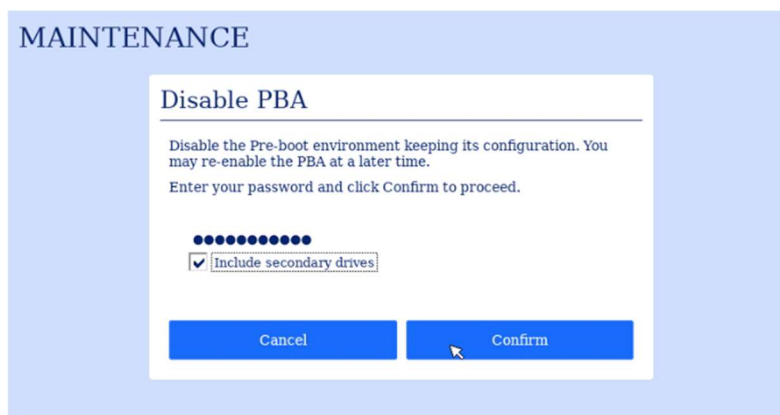 MAINTENANCE
Disable PBA
Disable the Pre-boot environment keeping its configuration. You
may re-enable the PBA at a later time.
Enter your password and click Confirm to proceed.
●●●●●●●●●●●
Include secondary drives
Cancel
Confirm